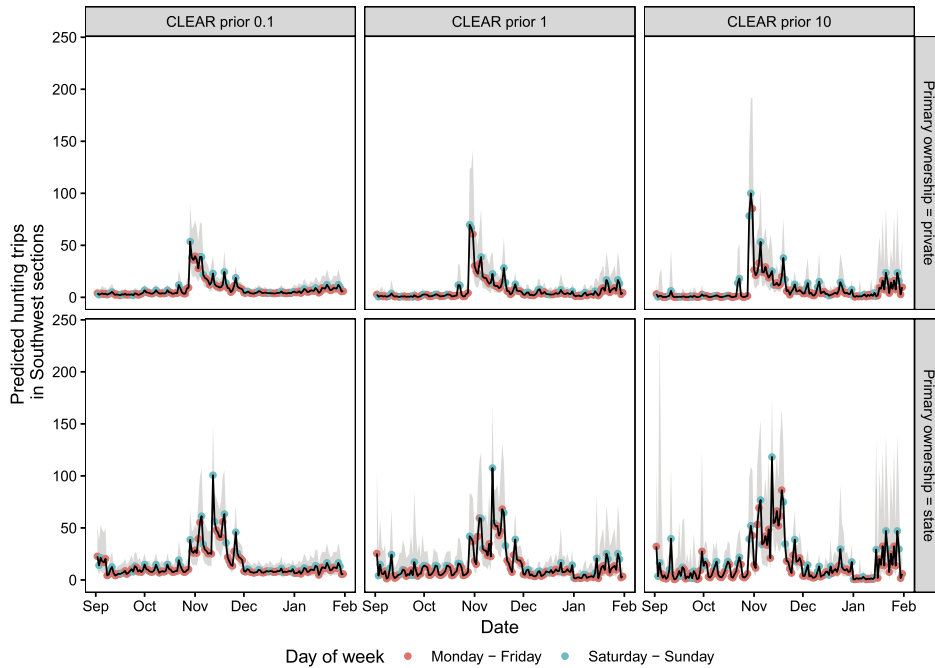 CLEAR prior 0.1
CLEAR prior 1
CLEAR prior 10
250
200
150
100
50
0
Primary ownership = private
250
200
150
100
50
0
Primary ownership = state
Predicted hunting trips
in Southwest sections
Sep Oct Nov Dec Jan Feb
Sep Oct Nov Dec Jan Feb
Sep Oct Nov Dec Jan Feb
Date
Day of week Monday − Friday Saturday − Sunday